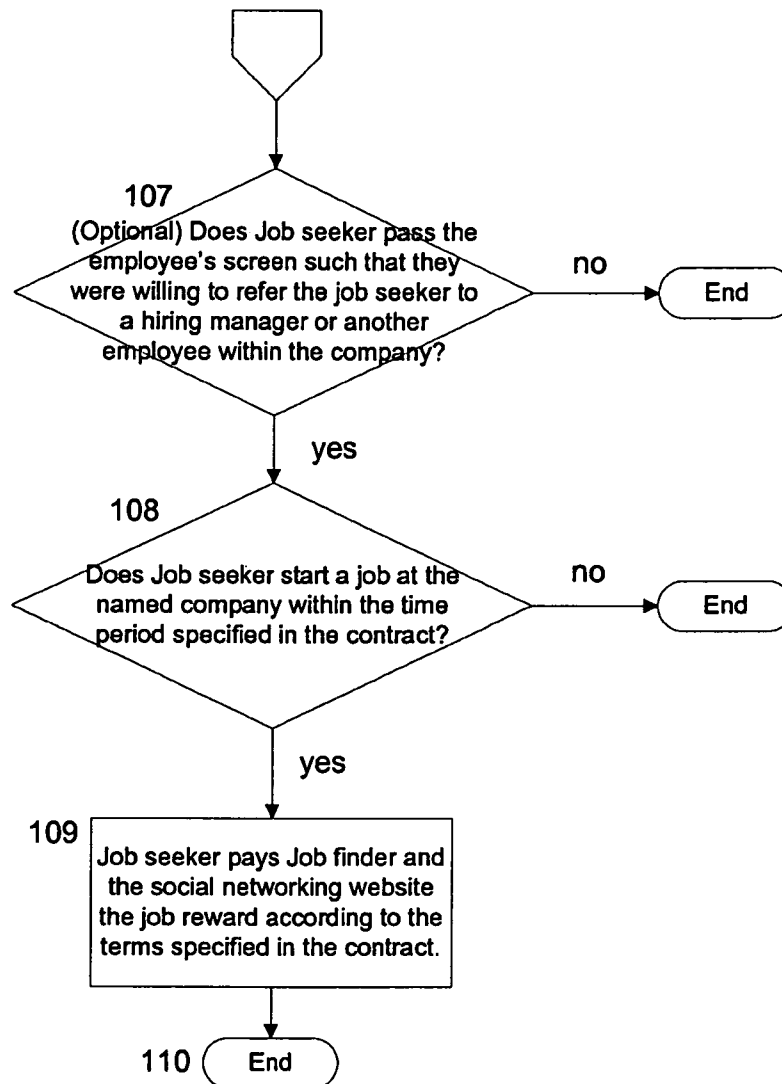 107
(Optional) Does Job seeker pass the
employee's screen such that they
were willing to refer the job seeker to
a hiring manager or another
employee within the company?
no
End
yes
108
Does Job seeker start a job at the
named company within the time
period specified in the contract?
no
End
yes
109
Job seeker pays Job finder and
the social networking website
the job reward according to the
terms specified in the contract.
110
End